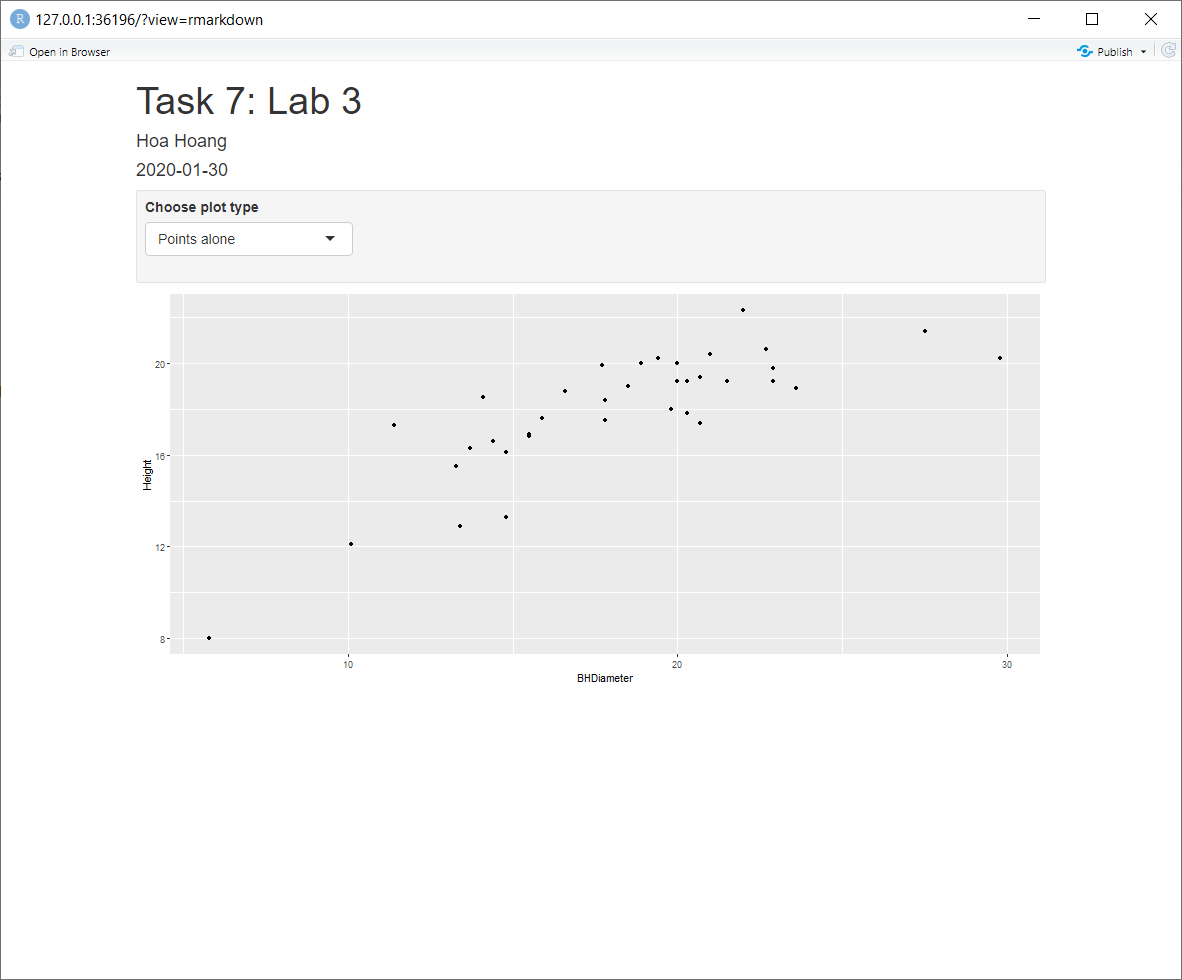 R 127.0.0.1:36196/?view=rmarkdown
Open in Browser
Publish
Task 7: Lab 3
Hoa Hoang
2020-01-30
Choose plot type
Points alone
20
16
12
8
Height
10 20 30
BHDiameter